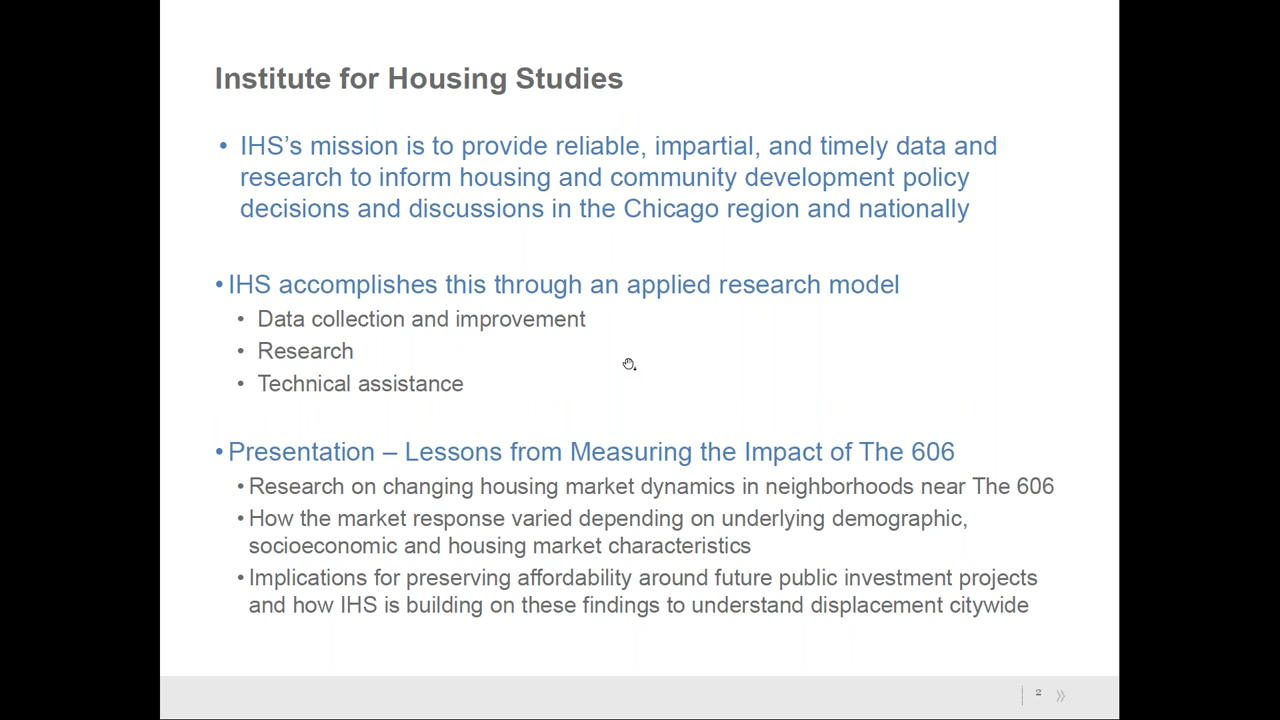 Institute for Housing Studies
• IHS’s mission is to provide reliable, impartial, and timely data and
research to inform housing and community development policy
decisions and discussions in the Chicago region and nationally
• IHS accomplishes this through an applied research model
• Data collection and improvement
• Research
• Technical assistance
• Presentation – Lessons from Measuring the Impact of The 606
• Research on changing housing market dynamics in neighborhoods near The 606
• How the market response varied depending on underlying demographic,
socioeconomic and housing market characteristics
• Implications for preserving affordability around future public investment projects
and how IHS is building on these findings to understand displacement citywide
2